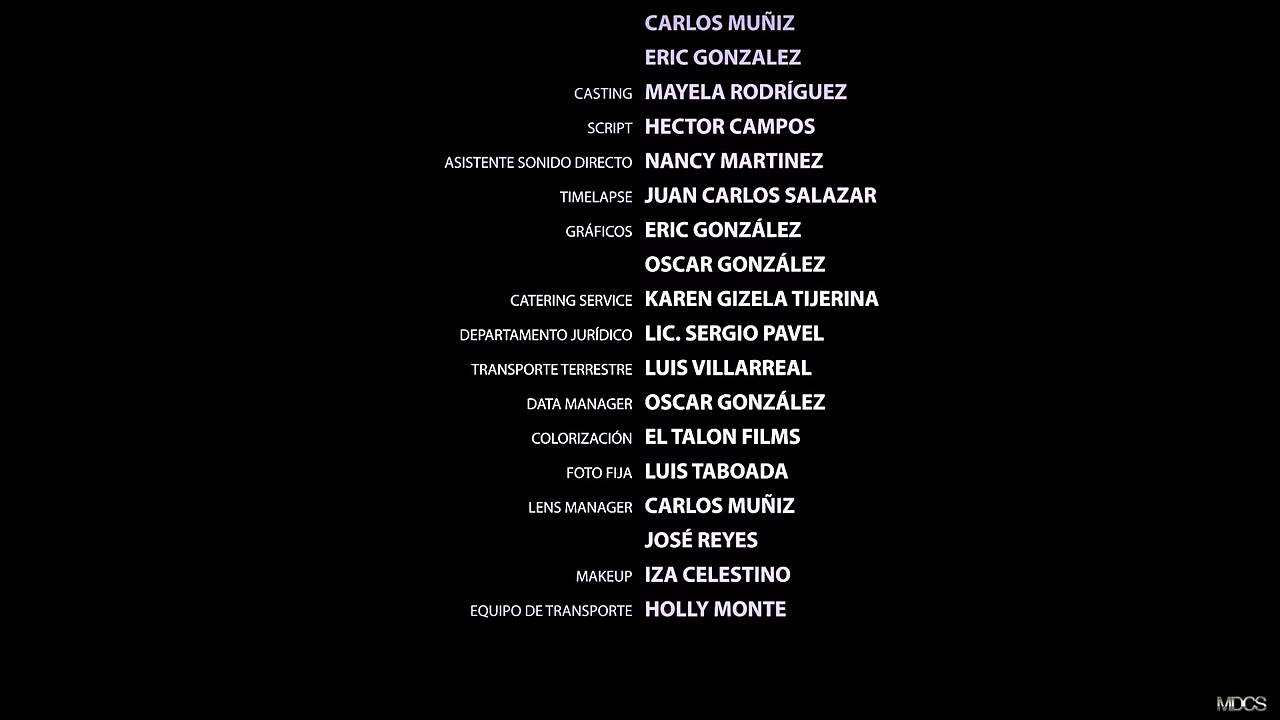 CARLOS MUÑIZ
ERIC GONZALEZ
CASTING MAYELA RODRÍGUEZ
SCRIPT HECTOR CAMPOS
ASISTENTE SONIDO DIRECTO NANCY MARTINEZ
TIMELAPSE JUAN CARLOS SALAZAR
GRÁFICOS ERIC GONZÁLEZ
OSCAR GONZÁLEZ
CATERING SERVICE KAREN GIZELA TIJERINA
DEPARTAMENTO JURÍDICO LIC. SERGIO PAVEL
TRANSPORTE TERRESTRE LUIS VILLARREAL
DATA MANAGER OSCAR GONZÁLEZ
COLORIZACIÓN EL TALON FILMS
FOTO FIJA LUIS TABOADA
LENS MANAGER CARLOS MUÑIZ
JOSÉ REYES
MAKEUP IZA CELESTINO
EQUIPO DE TRANSPORTE HOLLY MONTE
MDCS